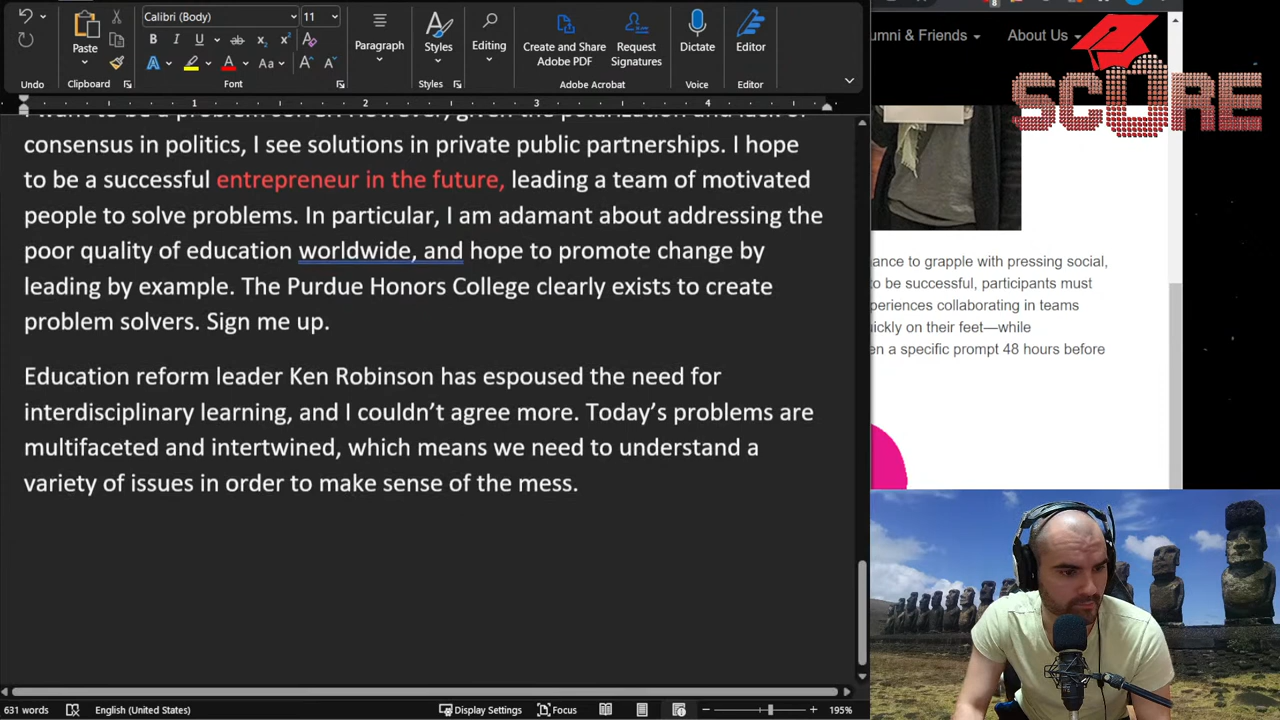 Calibri (Body) 11
Paste
Paragraph
Styles
Editing
Create and Share
Adobe PDF
Request
Signatures
Dictate
Editor
Undo
Clipboard
Font
Styles
Adobe Acrobat
Voice
Editor
1 2 3 4
consensus in politics, I see solutions in private public partnerships. I hope
to be a successful entrepreneur in the future, leading a team of motivated
people to solve problems. In particular, I am adamant about addressing the
poor quality of education worldwide, and hope to promote change by
leading by example. The Purdue Honors College clearly exists to create
problem solvers. Sign me up.
Education reform leader Ken Robinson has espoused the need for
interdisciplinary learning, and I couldn't agree more. Today's problems are
multifaceted and intertwined, which means we need to understand a
variety of issues in order to make sense of the mess.
631 words
English (United States)
Display Settings
Focus
195%
umni & Friends
About Us
SCORE
ance to grapple with pressing social,
to be successful, participants must
periences collaborating in teams
uickly on their feet—while
en a specific prompt 48 hours before